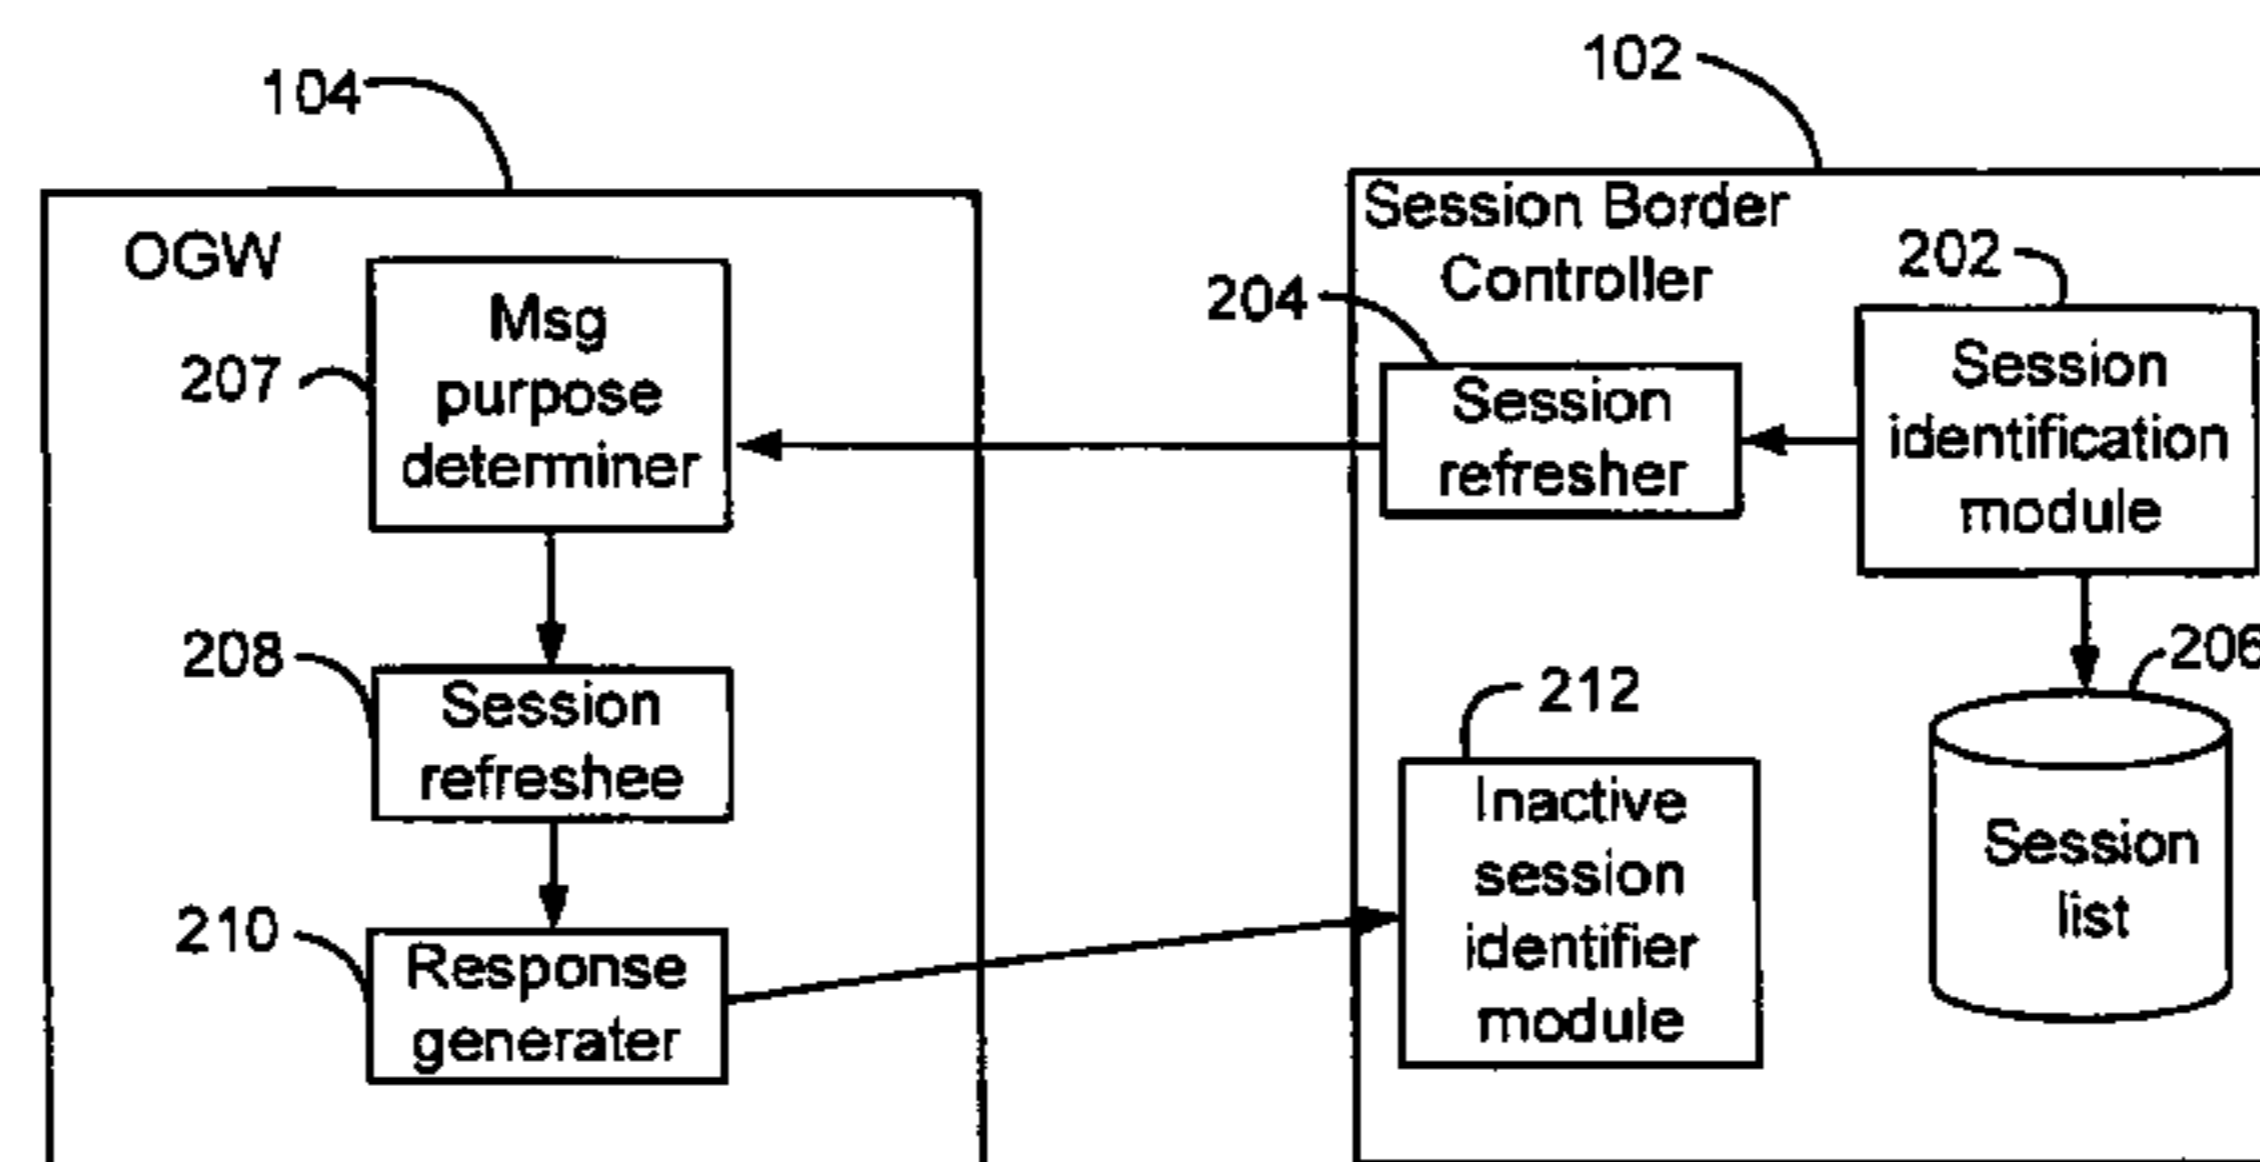 104
102
OGW
Session Border
Controller
Msg
purpose
determiner
207
204
202
Session
refresher
Session
identification
module
208
Session
refreshee
212
206
Inactive
session
identifier
module
Session
list
210
Response
generater